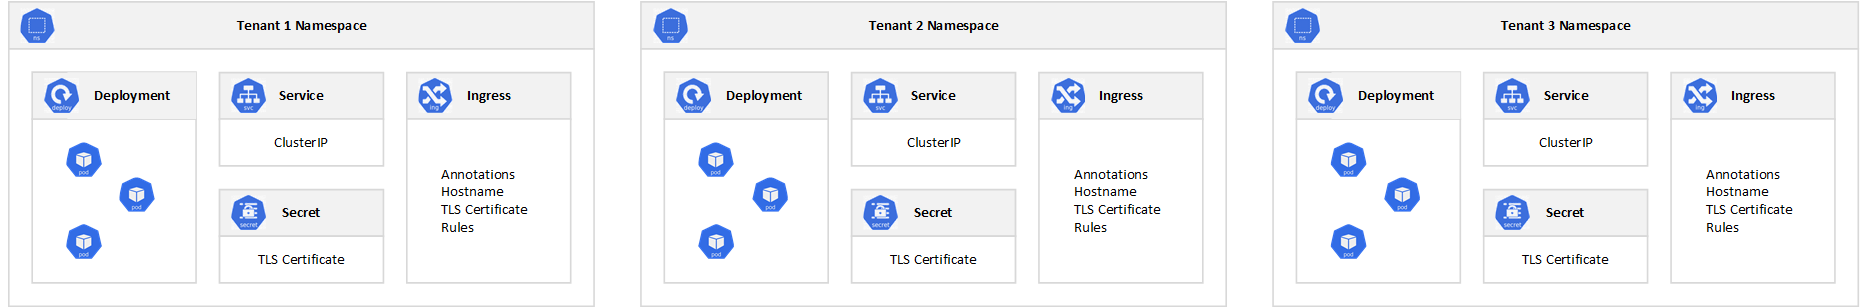 Tenant 1 Namespace
ns
Deployment
deploy
pod
pod
pod
Service
svc
ClusterIP
Secret
secret
TLS Certificate
Ingress
ing
Annotations
Hostname
TLS Certificate
Rules
Tenant 2 Namespace
ns
Deployment
deploy
pod
pod
pod
Service
svc
ClusterIP
Secret
secret
TLS Certificate
Ingress
ing
Annotations
Hostname
TLS Certificate
Rules
Tenant 3 Namespace
ns
Deployment
deploy
pod
pod
pod
Service
svc
ClusterIP
Secret
secret
TLS Certificate
Ingress
ing
Annotations
Hostname
TLS Certificate
Rules